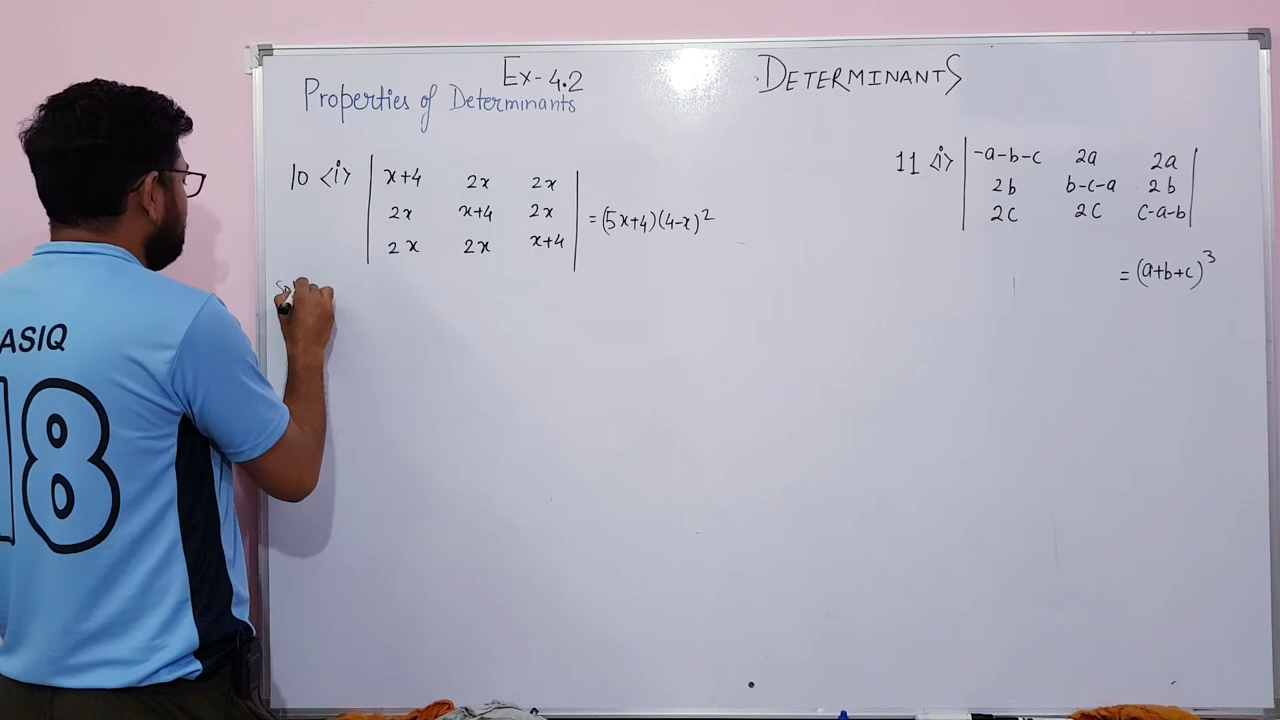 Ex-4.2
DETERMINANTS
Properties of Determinants
10 <i> | x+4 2x 2x |
| 2x x+4 2x | = (5x+4)(4-x)²
| 2x 2x x+4 |
11 <i> | -a-b-c 2a 2a |
| 2b b-c-a 2b |
| 2c 2c c-a-b |
= (a+b+c)³
ASIQ
18